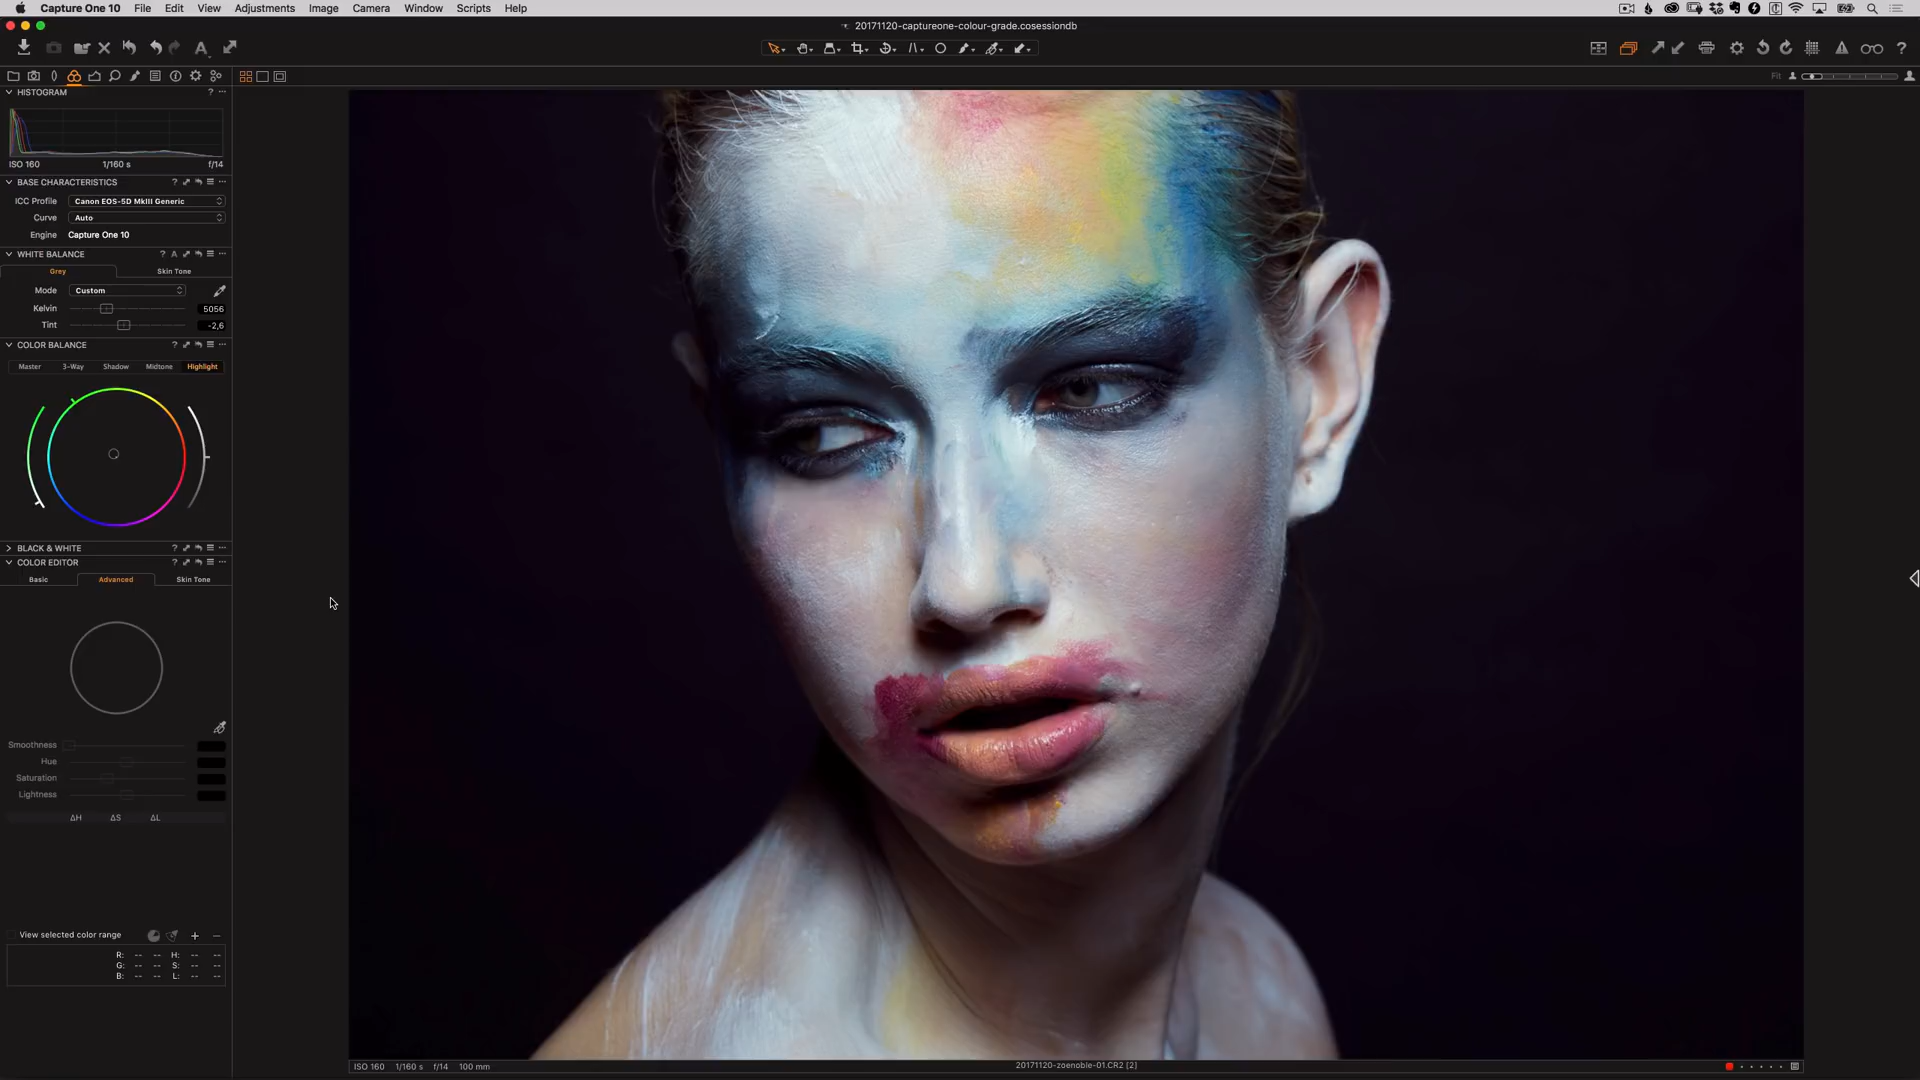 Capture One 10 File Edit View Adjustments Image Camera Window Scripts Help
20171120-captureone-colour-grade.cosessiondb
Fit
HISTOGRAM
ISO 160 1/160 s f/14
BASE CHARACTERISTICS
ICC Profile Canon EOS-5D MkIII Generic
Curve Auto
Engine Capture One 10
WHITE BALANCE
Grey Skin Tone
Mode Custom
Kelvin 5056
Tint -2,6
COLOR BALANCE
Master 3-Way Shadow Midtone Highlight
BLACK & WHITE
COLOR EDITOR
Basic Advanced Skin Tone
Smoothness
Hue
Saturation
Lightness
ΔH ΔS ΔL
View selected color range
R: -- -- H: -- --
G: -- -- S: -- --
B: -- -- L: -- --
ISO 160 1/160 s f/14 100 mm 20171120-zoenoble-01.CR2 [2]